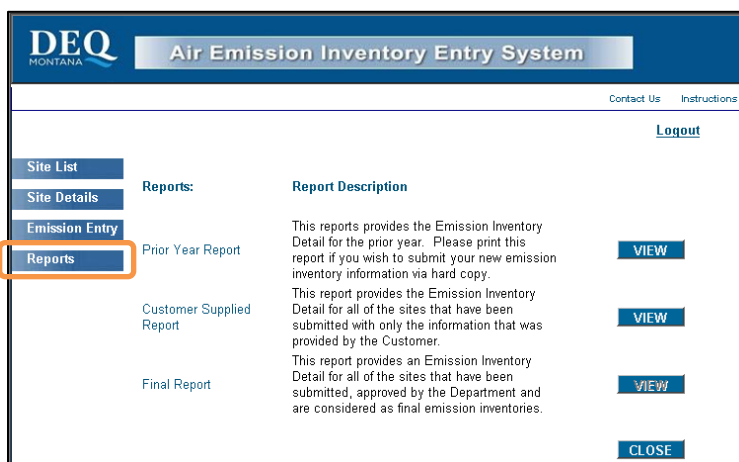 DEQ
MONTANA
Air Emission Inventory Entry System
Contact Us Instructions
Logout
Site List
Site Details
Emission Entry
Reports
Reports: Report Description
Prior Year Report
This reports provides the Emission Inventory
Detail for the prior year. Please print this
report if you wish to submit your new emission
inventory information via hard copy.
VIEW
Customer Supplied
Report
This report provides the Emission Inventory
Detail for all of the sites that have been
submitted with only the information that was
provided by the Customer.
VIEW
Final Report
This report provides an Emission Inventory
Detail for all of the sites that have been
submitted, approved by the Department and
are considered as final emission inventories.
VIEW
CLOSE